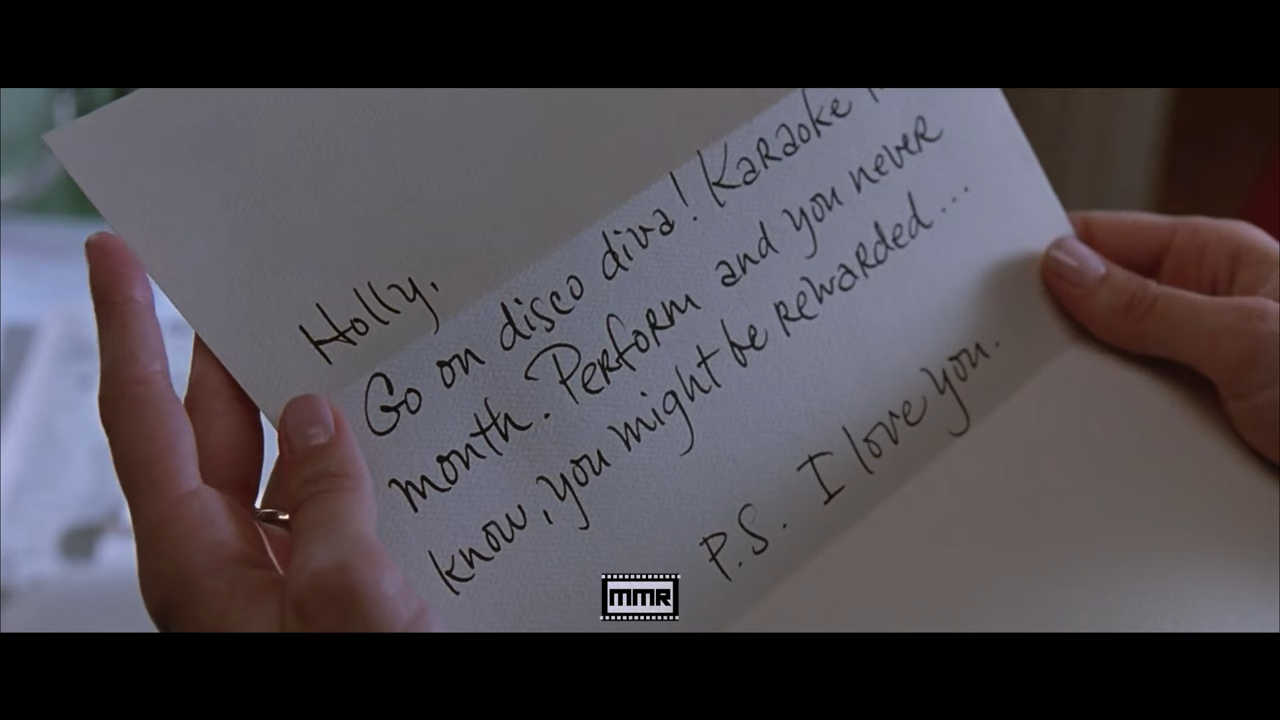 Holly,
Go on disco diva! Karaoke
month. Perform and you never
know, you might be rewarded...
P.S. I love you.
MMR